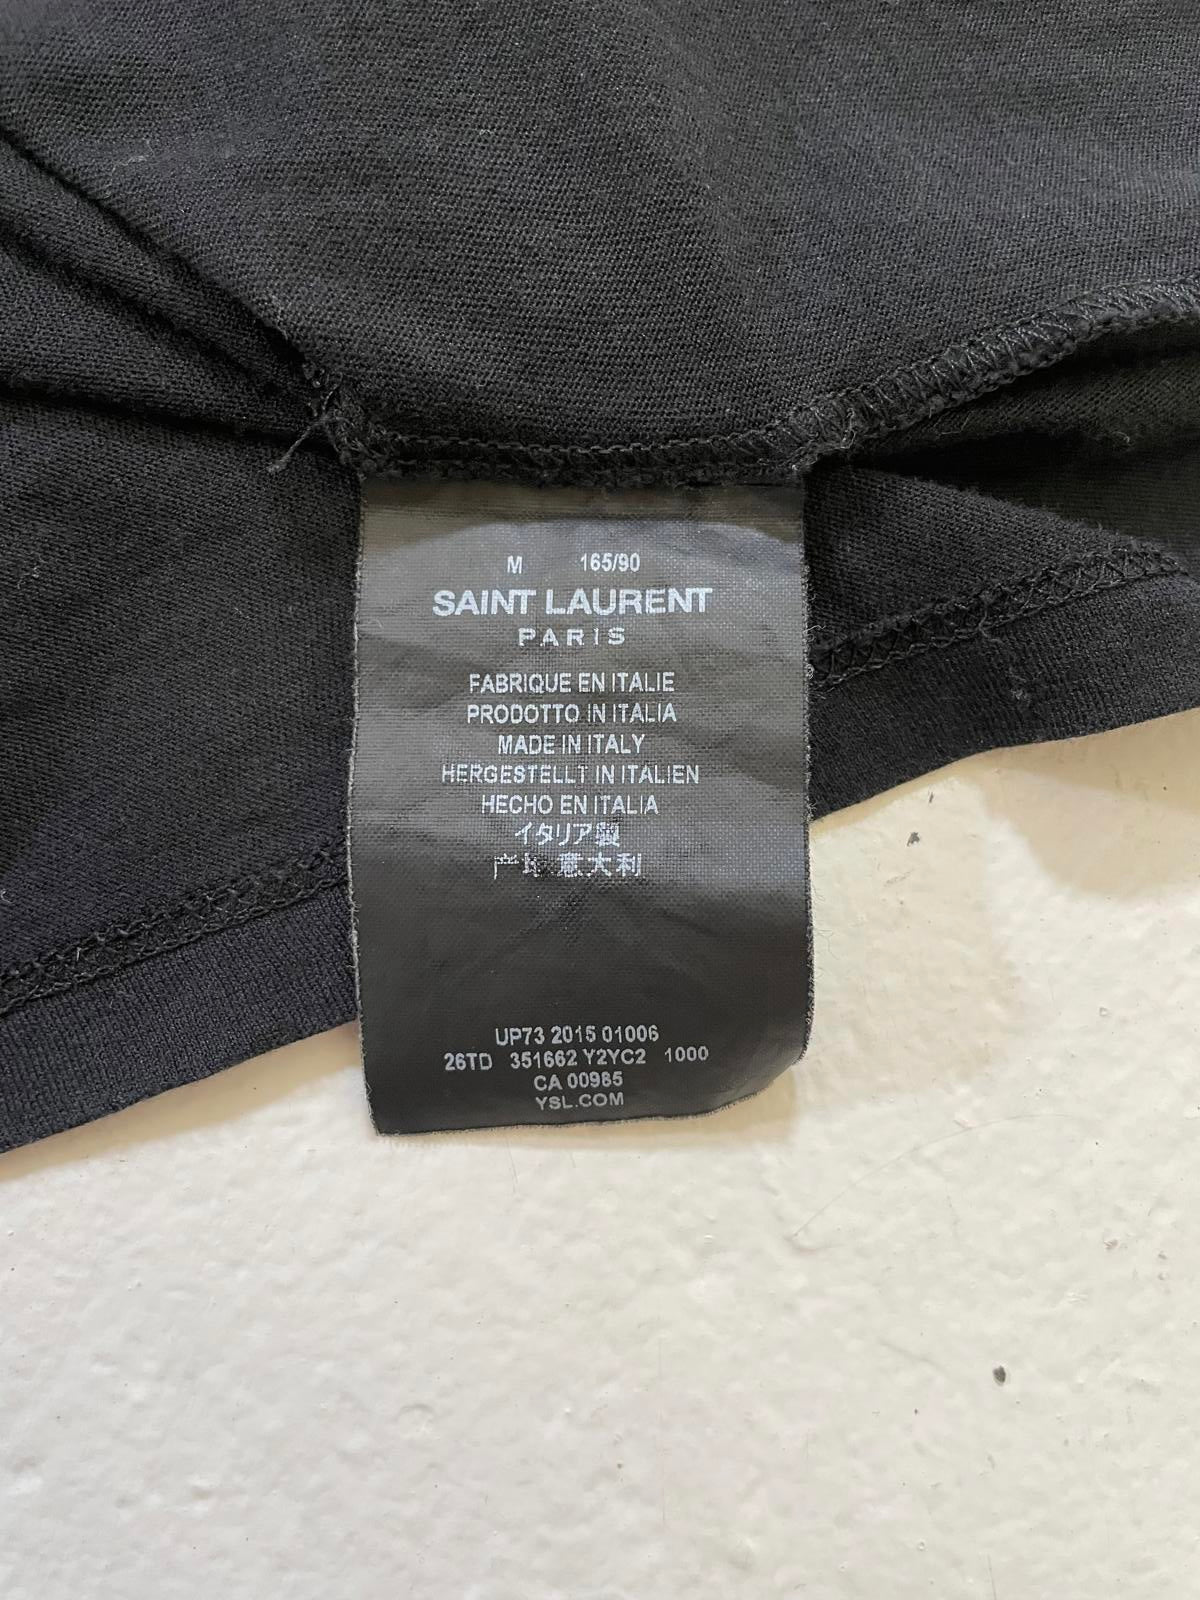 M 165/90
SAINT LAURENT
PARIS
FABRIQUE EN ITALIE
PRODOTTO IN ITALIA
MADE IN ITALY
HERGESTELLT IN ITALIEN
HECHO EN ITALIA
イタリア製
产地 意大利
UP73 2015 01006
26TD 351662 Y2YC2 1000
CA 00985
YSL.COM